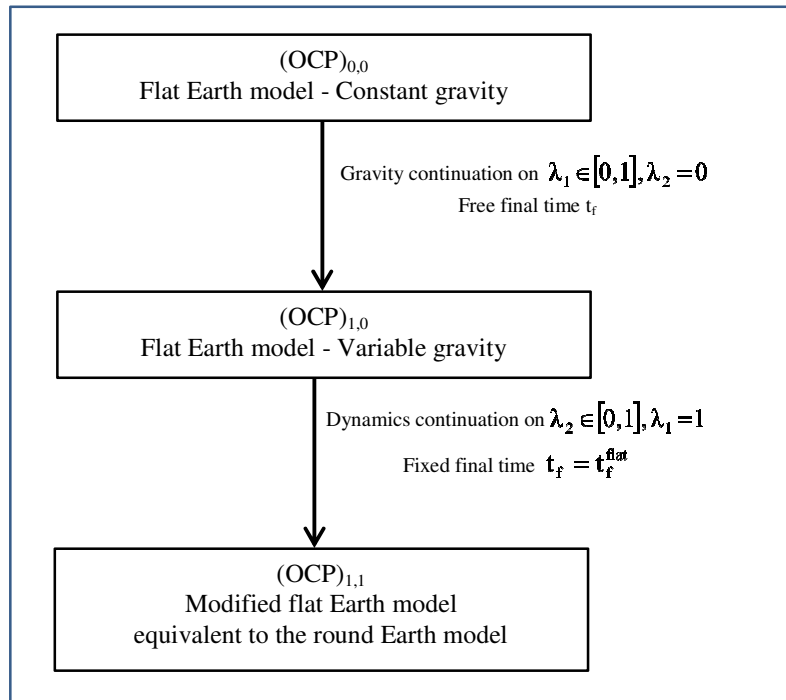 (OCP)0,0
Flat Earth model - Constant gravity
Gravity continuation on λ1 ∈[0,1], λ2 = 0
Free final time tf
(OCP)1,0
Flat Earth model - Variable gravity
Dynamics continuation on λ2 ∈[0,1], λ1 = 1
Fixed final time tf = tf^flat
(OCP)1,1
Modified flat Earth model
equivalent to the round Earth model